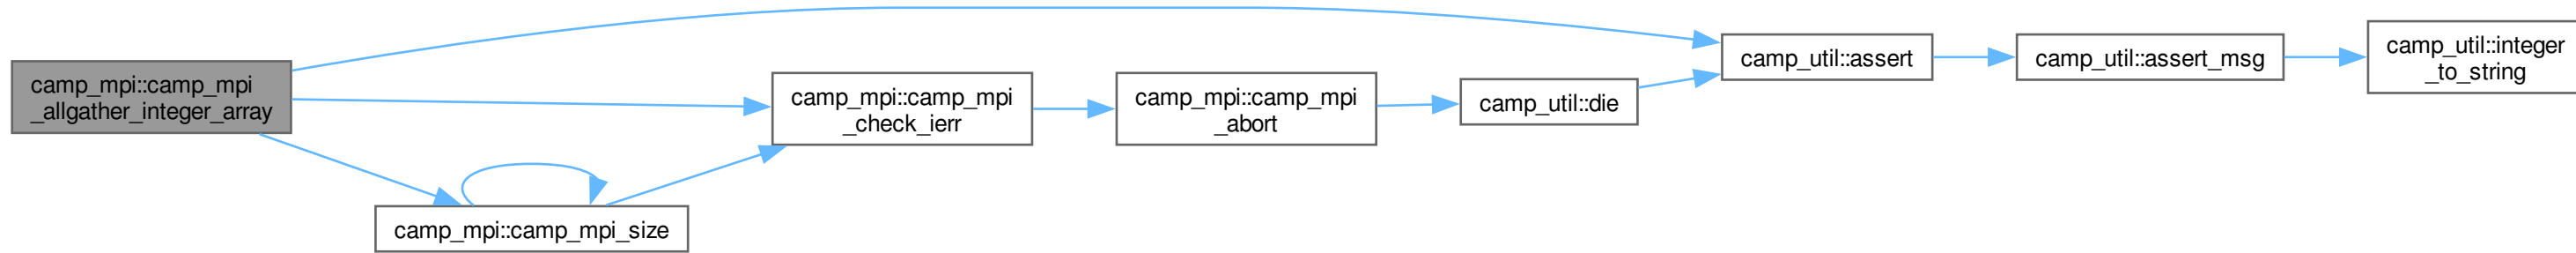 camp_mpi::camp_mpi
_allgather_integer_array
camp_mpi::camp_mpi_size
camp_mpi::camp_mpi
_check_ierr
camp_mpi::camp_mpi
_abort
camp_util::die
camp_util::assert
camp_util::assert_msg
camp_util::integer
_to_string